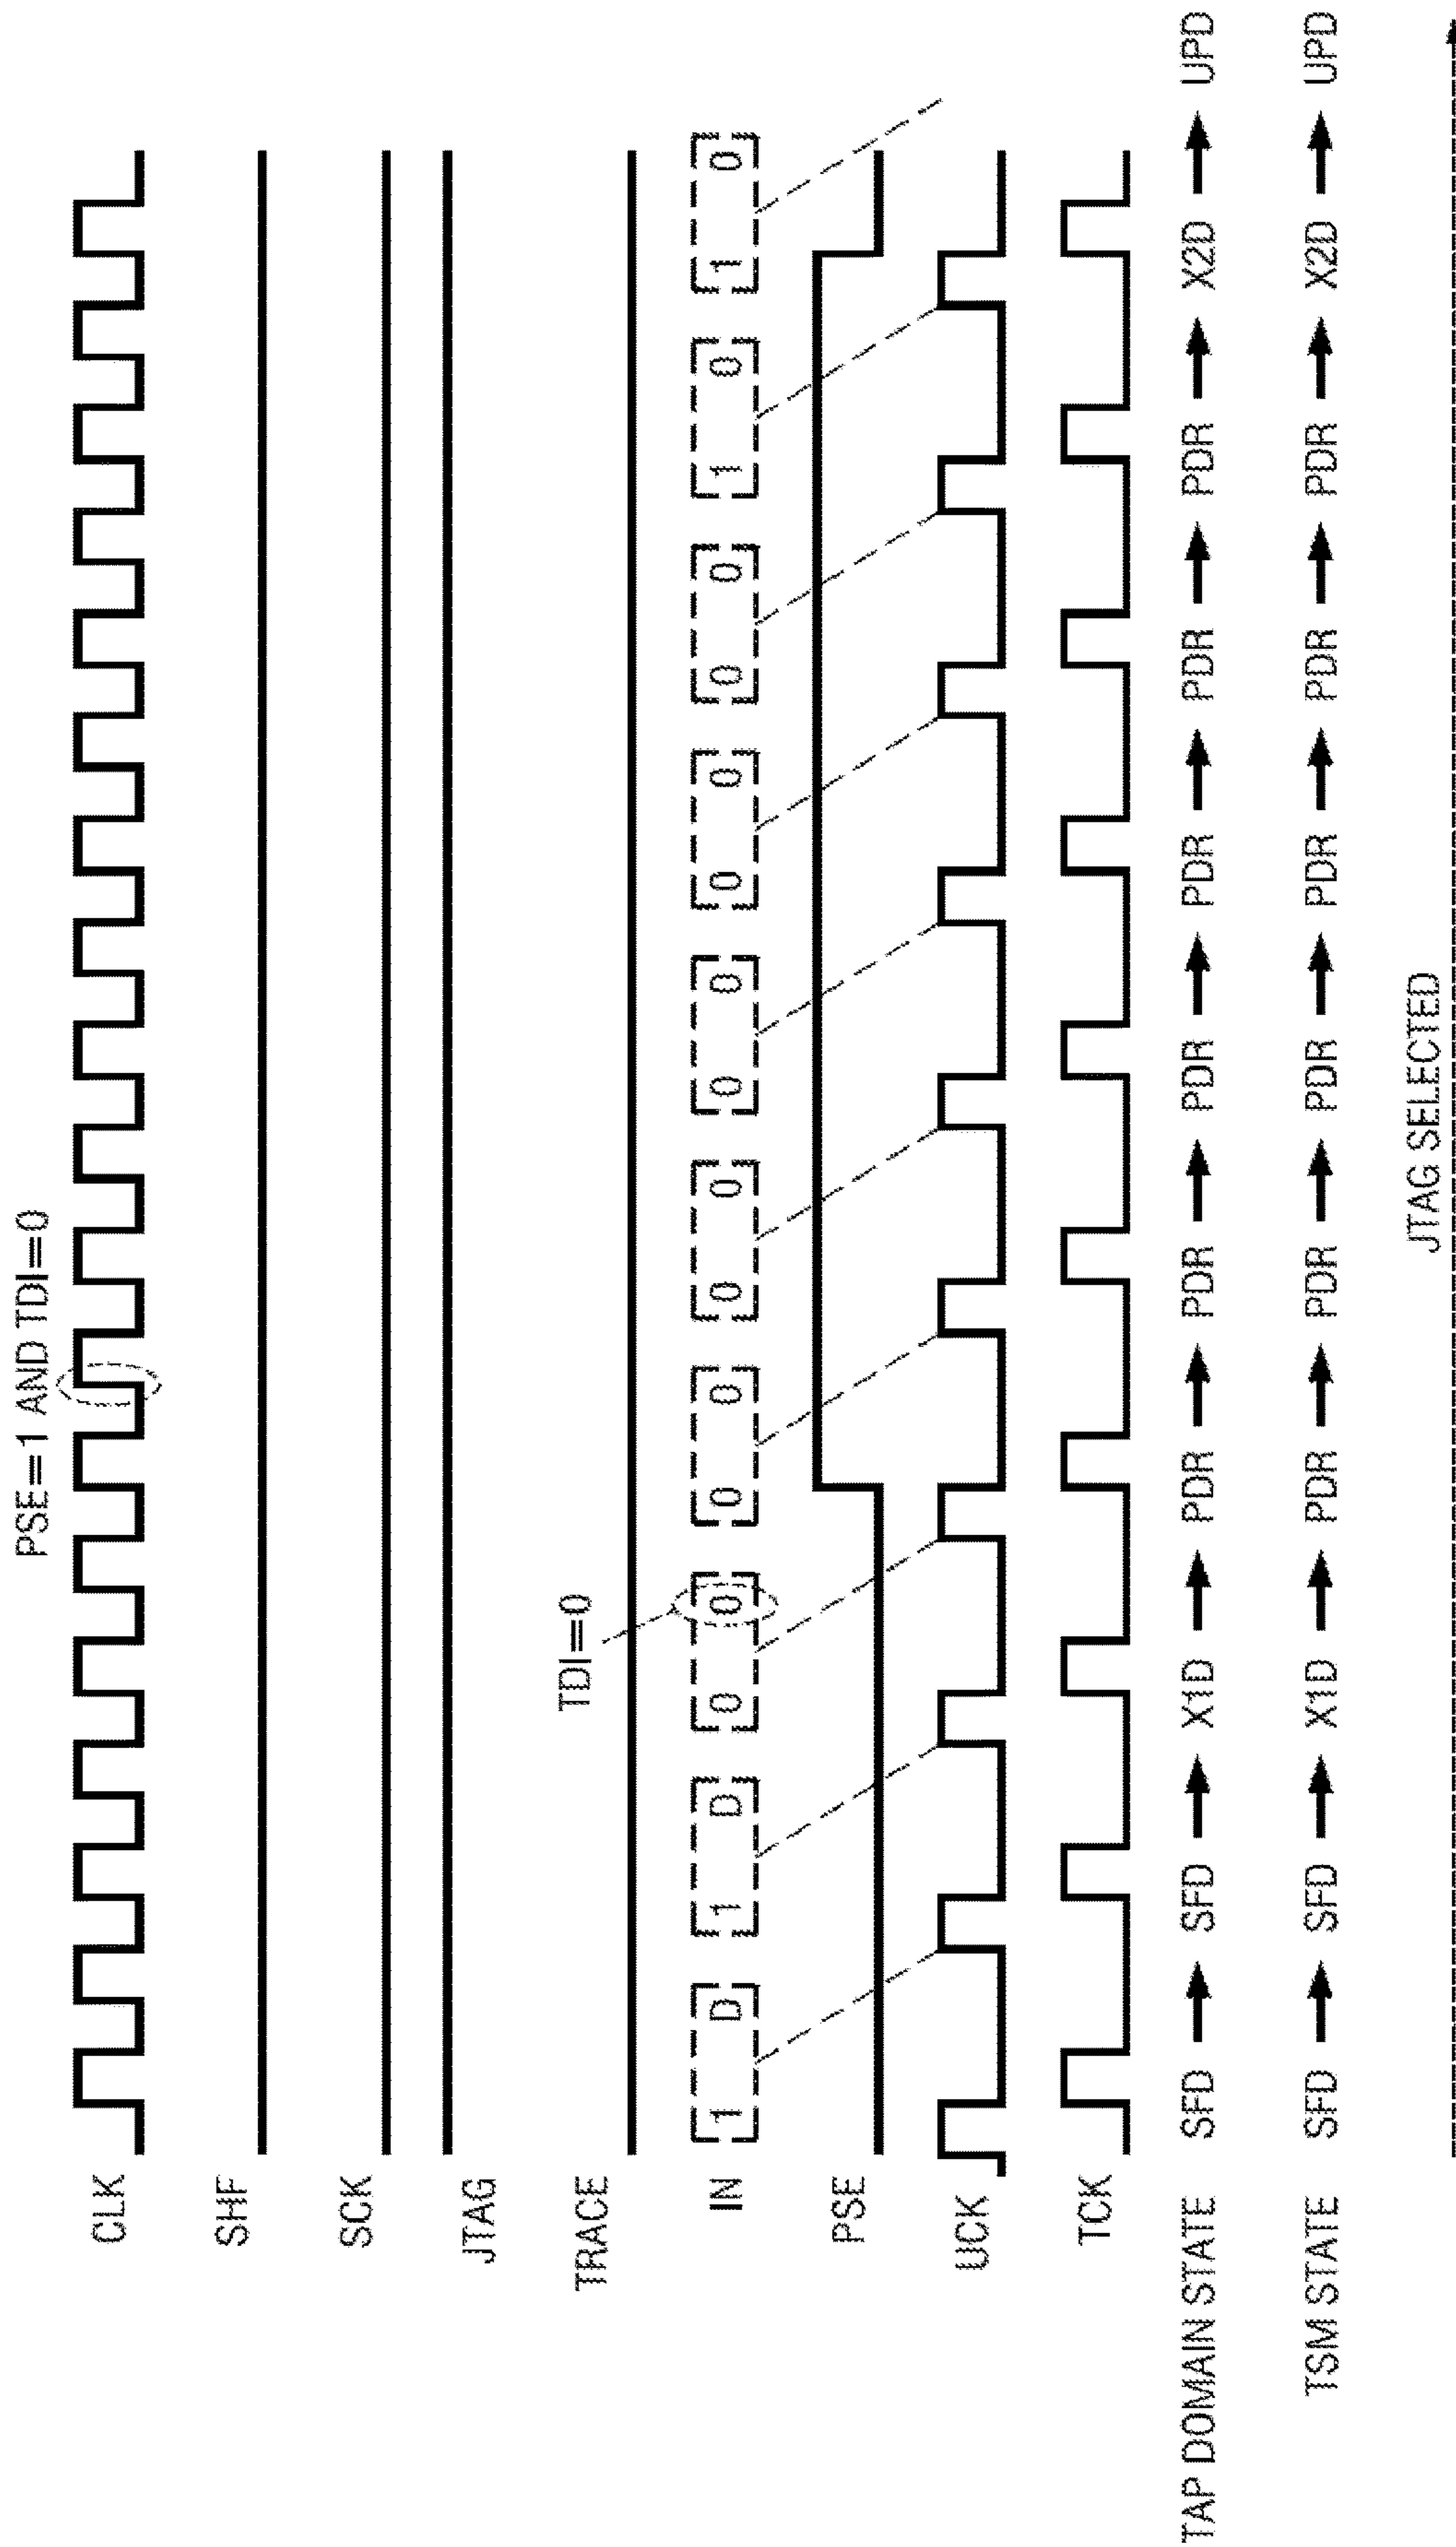 PSE=1 AND TDI=0
CLK
SHF
SCK
JTAG
TDI=0
TRACE
IN 1 D 1 D 0 0 0 0 0 0 0 0 0 0 0 0 1 0 1 0
PSE
UCK
TCK
TAP DOMAIN STATE SFD → SFD → X1D → PDR → PDR → PDR → PDR → PDR → PDR → X2D → UPD
TSM STATE SFD → SFD → X1D → PDR → PDR → PDR → PDR → PDR → PDR → X2D → UPD
JTAG SELECTED